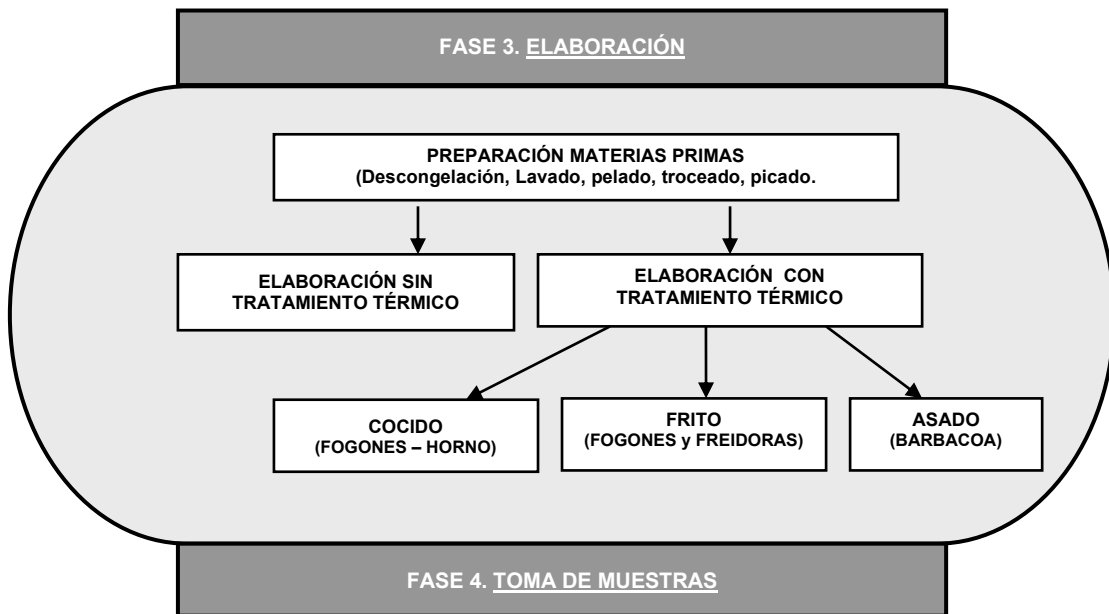 FASE 3. ELABORACIÓN
PREPARACIÓN MATERIAS PRIMAS
(Descongelación, Lavado, pelado, troceado, picado.
ELABORACIÓN SIN
TRATAMIENTO TÉRMICO
ELABORACIÓN CON
TRATAMIENTO TÉRMICO
COCIDO
(FOGONES – HORNO)
FRITO
(FOGONES y FREIDORAS)
ASADO
(BARBACOA)
FASE 4. TOMA DE MUESTRAS